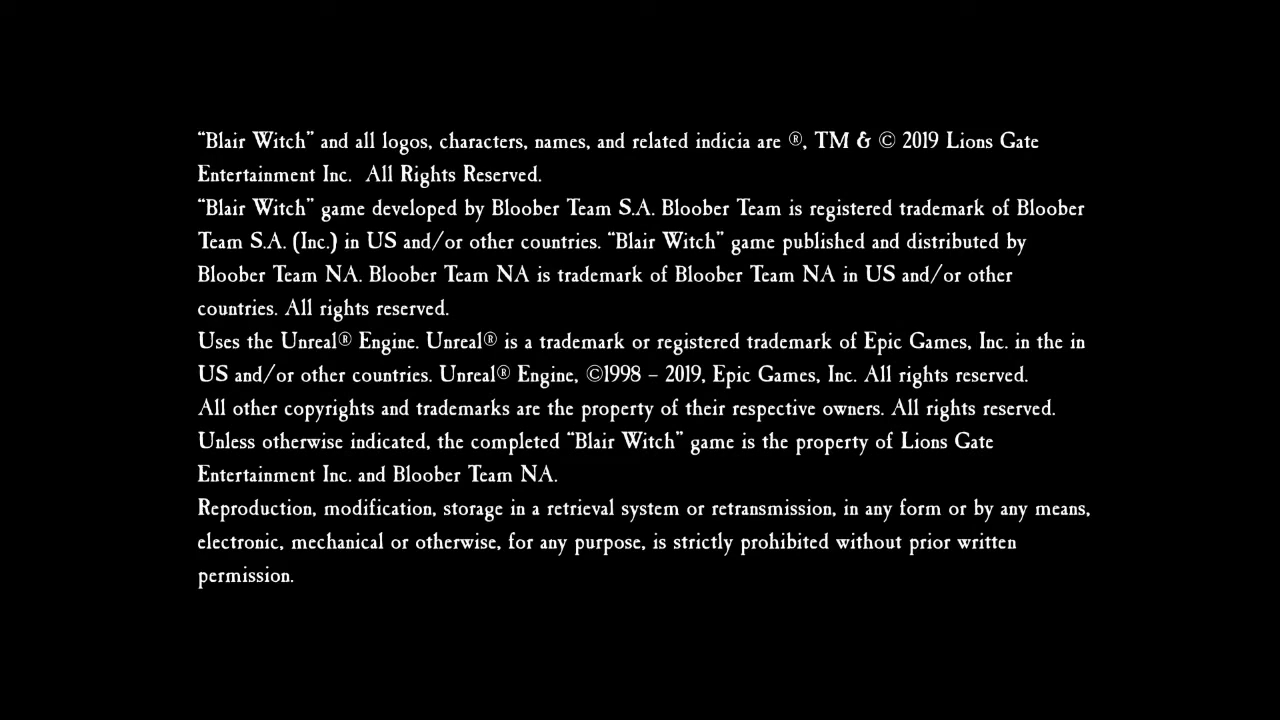 “Blair Witch” and all logos, characters, names, and related indicia are ®, TM & © 2019 Lions Gate
Entertainment Inc.  All Rights Reserved.
“Blair Witch” game developed by Bloober Team S.A. Bloober Team is registered trademark of Bloober
Team S.A. (Inc.) in US and/or other countries. “Blair Witch” game published and distributed by
Bloober Team NA. Bloober Team NA is trademark of Bloober Team NA in US and/or other
countries. All rights reserved.
Uses the Unreal® Engine. Unreal® is a trademark or registered trademark of Epic Games, Inc. in the in
US and/or other countries. Unreal® Engine, ©1998 – 2019, Epic Games, Inc. All rights reserved.
All other copyrights and trademarks are the property of their respective owners. All rights reserved.
Unless otherwise indicated, the completed “Blair Witch” game is the property of Lions Gate
Entertainment Inc. and Bloober Team NA.
Reproduction, modification, storage in a retrieval system or retransmission, in any form or by any means,
electronic, mechanical or otherwise, for any purpose, is strictly prohibited without prior written
permission.